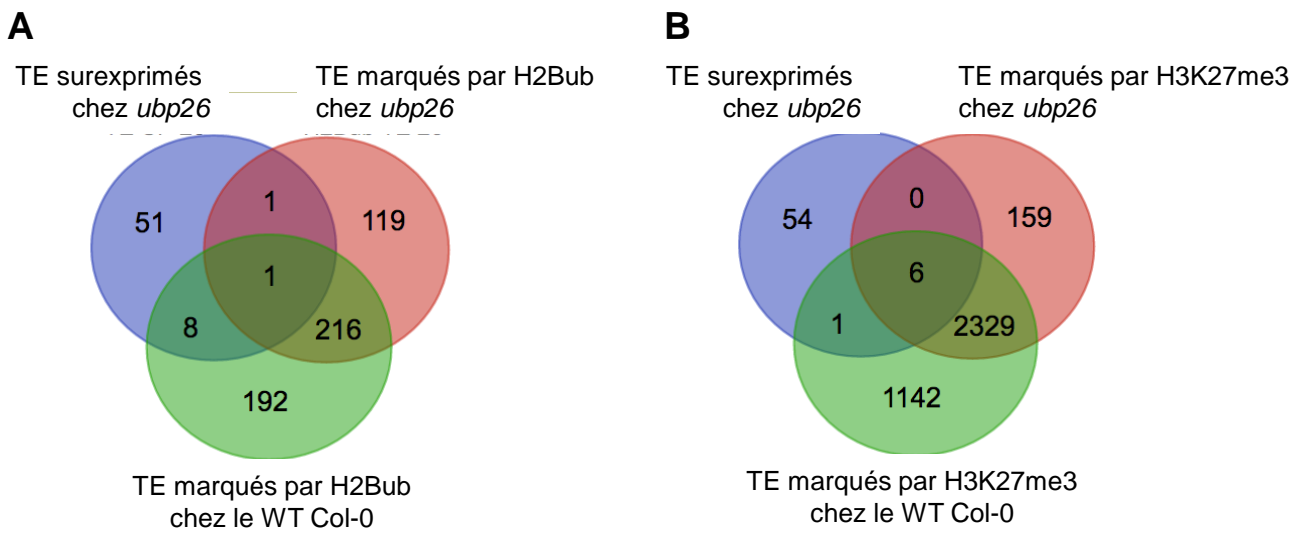 A
TE surexprimés
chez ubp26
TE marqués par H2Bub
chez ubp26
51
1
119
1
8
216
192
TE marqués par H2Bub
chez le WT Col-0
B
TE surexprimés
chez ubp26
TE marqués par H3K27me3
chez ubp26
54
0
159
6
1
2329
1142
TE marqués par H3K27me3
chez le WT Col-0